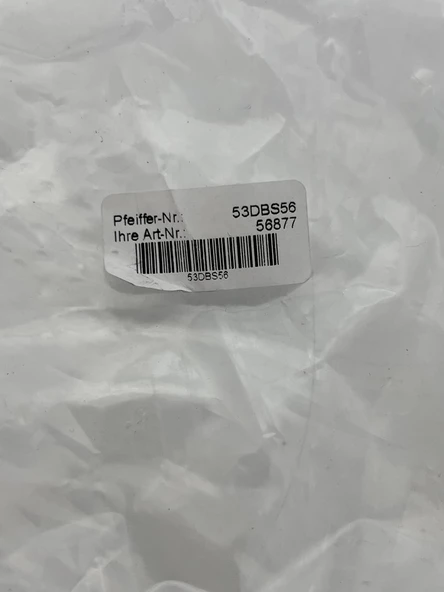 Pfeiffer-Nr.: 53DBS56
Ihre Art-Nr.: 56877
53DBS56